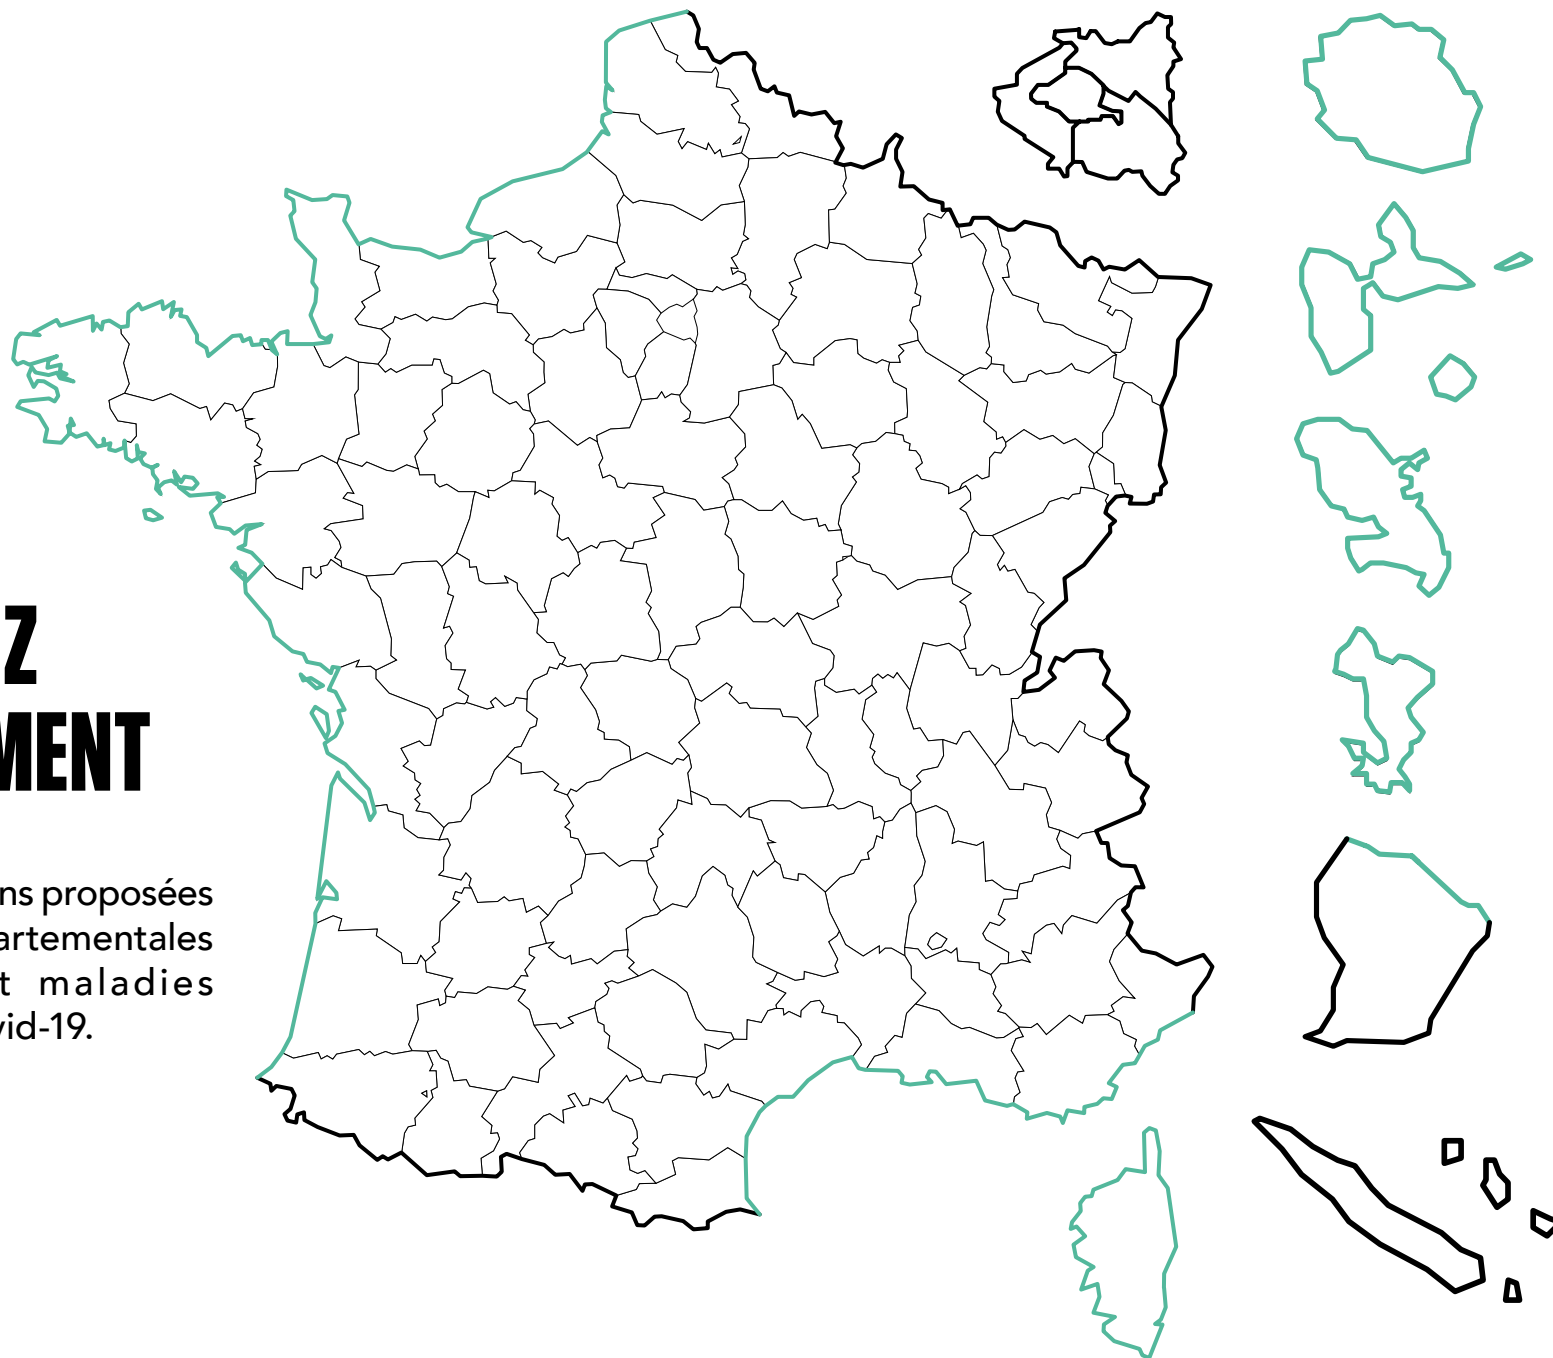 Z
MENT
ns proposées
artementales
t maladies
vid-19.